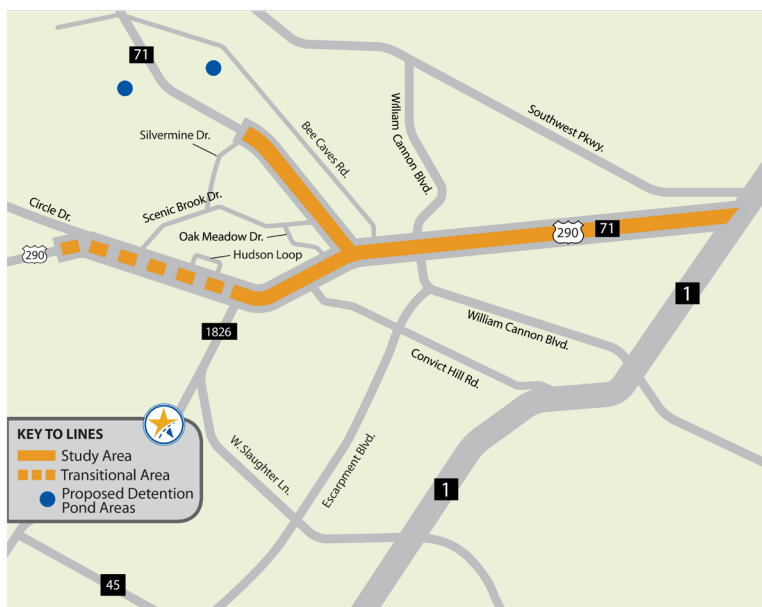 71
Silvermine Dr.
Bee Caves Rd.
William Cannon Blvd.
Southwest Pkwy.
Circle Dr.
Scenic Brook Dr.
Oak Meadow Dr.
Hudson Loop
290
290
71
1
1826
William Cannon Blvd.
Convict Hill Rd.
KEY TO LINES
Study Area
Transitional Area
Proposed Detention
Pond Areas
W. Slaughter Ln.
Escarpment Blvd.
1
45